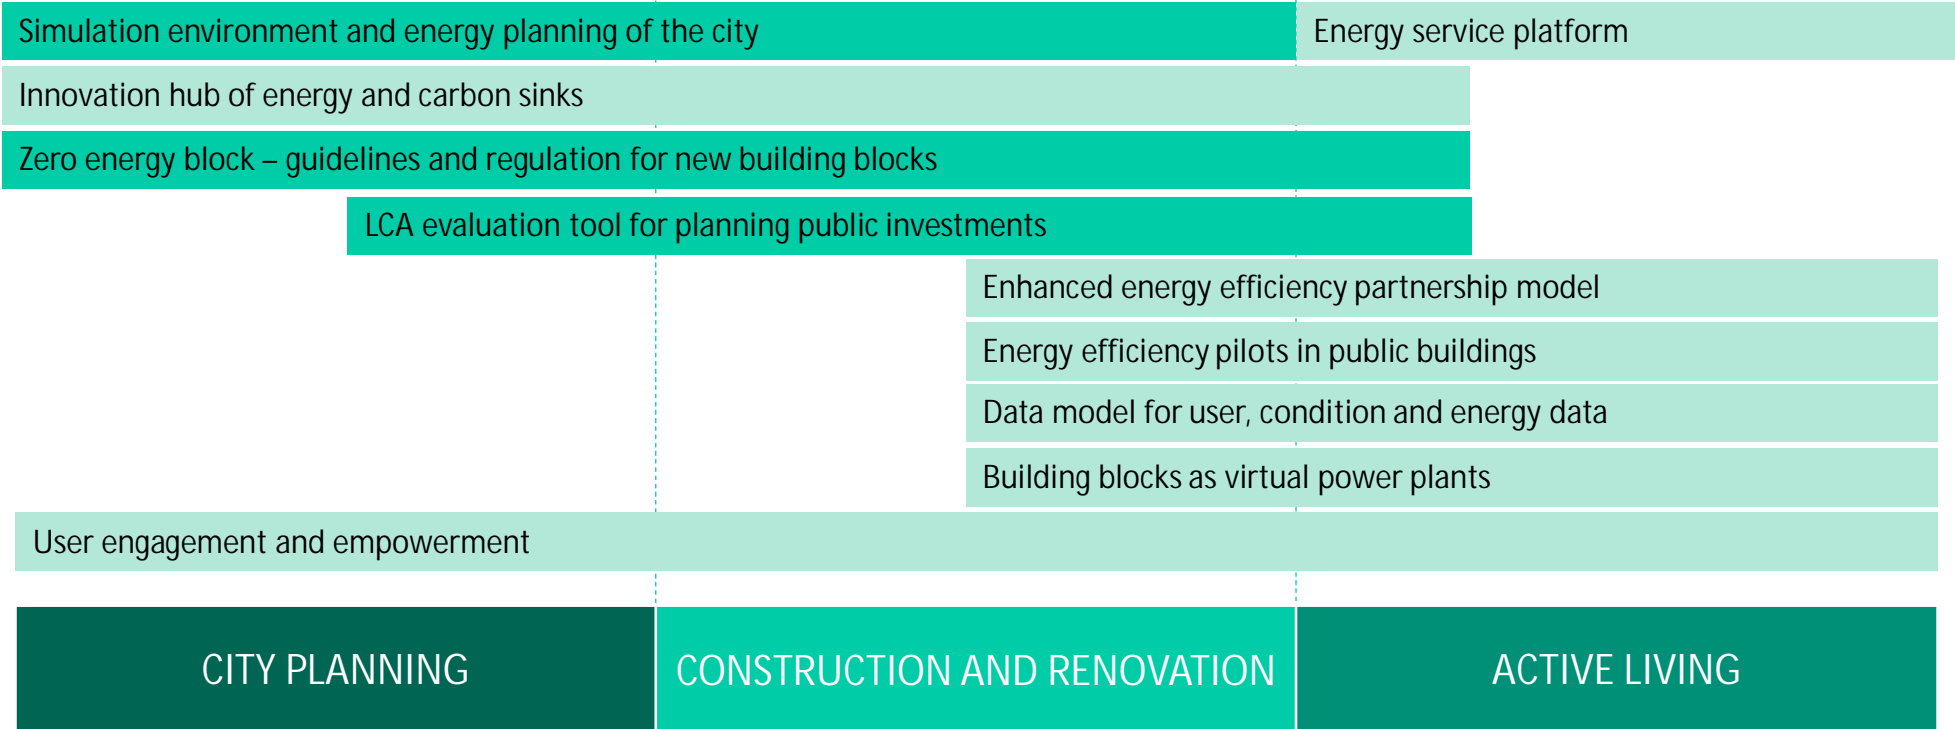 Simulation environment and energy planning of the city
Energy service platform
Innovation hub of energy and carbon sinks
Zero energy block – guidelines and regulation for new building blocks
LCA evaluation tool for planning public investments
Enhanced energy efficiency partnership model
Energy efficiency pilots in public buildings
Data model for user, condition and energy data
Building blocks as virtual power plants
User engagement and empowerment
CITY PLANNING
CONSTRUCTION AND RENOVATION
ACTIVE LIVING